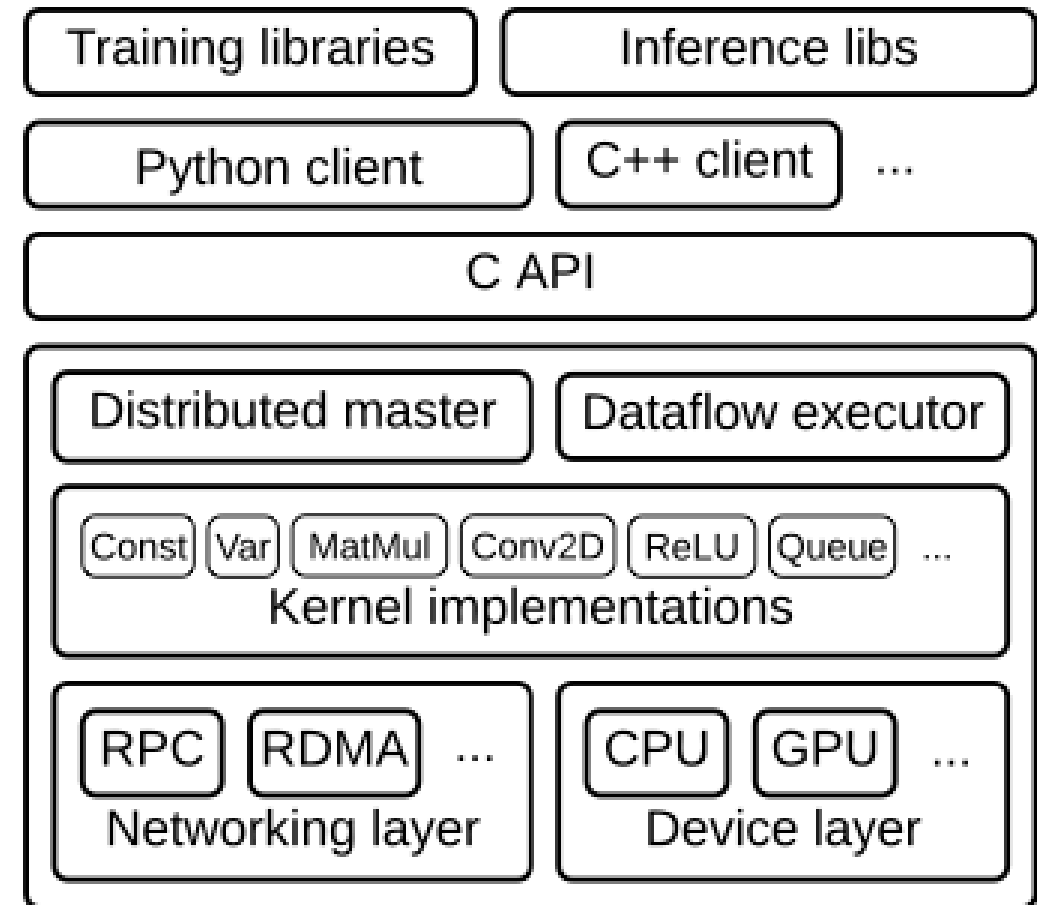 Training libraries Inference libs
Python client C++ client ...
C API
Distributed master Dataflow executor
Const Var MatMul Conv2D ReLU Queue ...
Kernel implementations
RPC RDMA ... CPU GPU ...
Networking layer Device layer